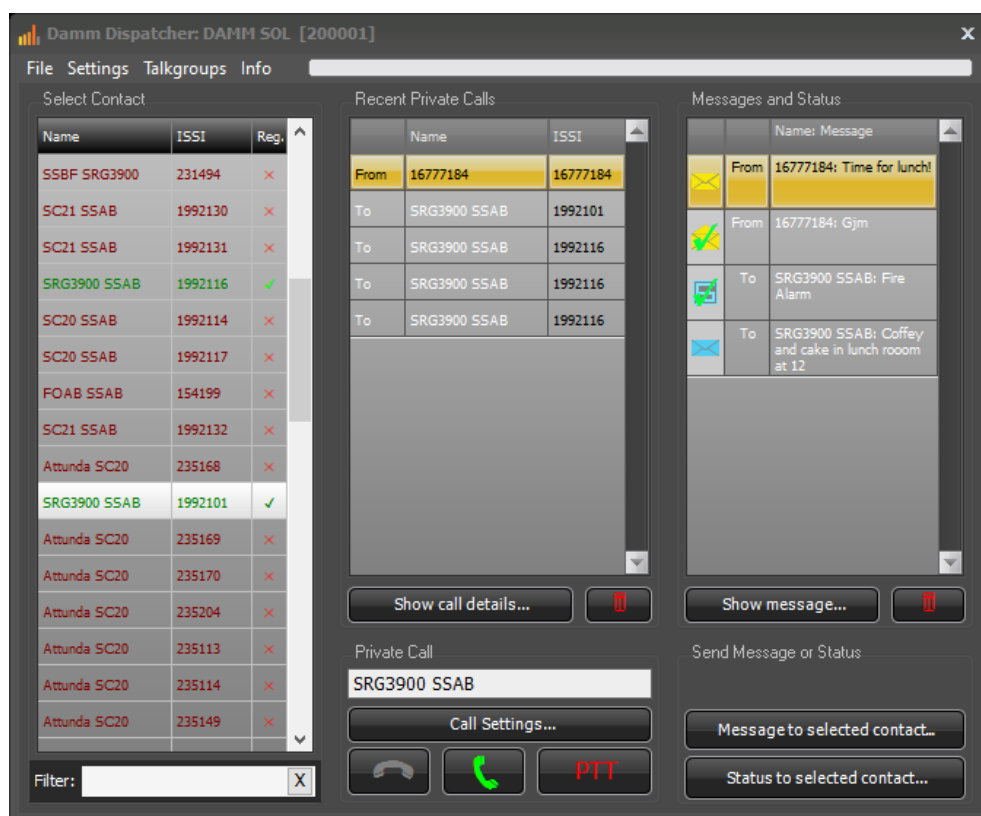 Damm Dispatcher: DAMM SOL [200001] x
File Settings Talkgroups Info
Select Contact
Name ISSI Reg.
SSBF SRG3900 231494
SC21 SSAB 1992130
SC21 SSAB 1992131
SRG3900 SSAB 1992116
SC20 SSAB 1992114
SC20 SSAB 1992117
FOAB SSAB 154199
SC21 SSAB 1992132
Attunda SC20 235168
SRG3900 SSAB 1992101
Attunda SC20 235169
Attunda SC20 235170
Attunda SC20 235204
Attunda SC20 235113
Attunda SC20 235114
Attunda SC20 235149
Filter: X
Recent Private Calls
Name ISSI
From 16777184 16777184
To SRG3900 SSAB 1992101
To SRG3900 SSAB 1992116
To SRG3900 SSAB 1992116
To SRG3900 SSAB 1992116
Show call details...
Private Call
SRG3900 SSAB
Call Settings...
PTT
Messages and Status
Name: Message
From 16777184: Time for lunch!
From 16777184: Gjm
To SRG3900 SSAB: Fire
Alarm
To SRG3900 SSAB: Coffey
and cake in lunch rooom
at 12
Show message...
Send Message or Status
Message to selected contact...
Status to selected contact...